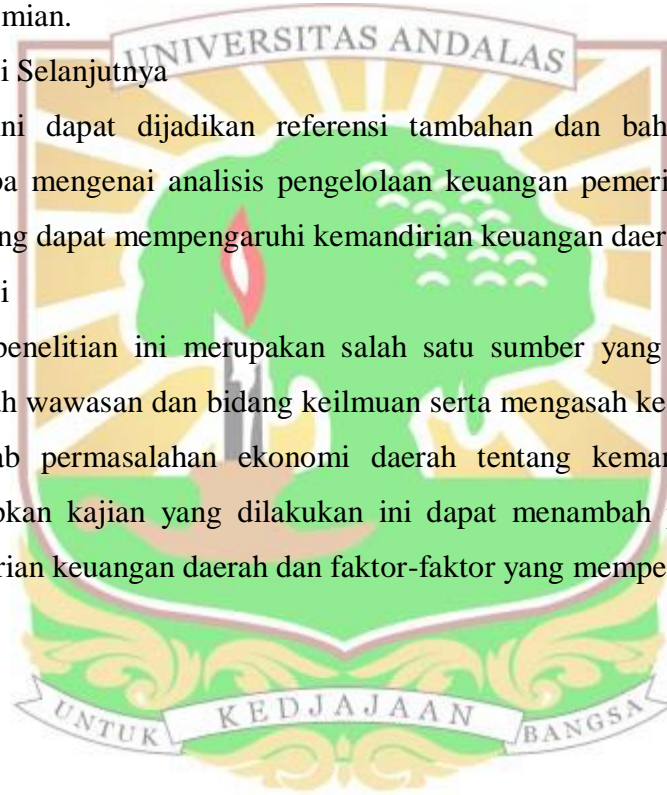 mian.
UNIVERSITAS ANDALAS
i Selanjutnya
ni dapat dijadikan referensi tambahan dan bah
pa mengenai analisis pengelolaan keuangan pemeri
ng dapat mempengaruhi kemandirian keuangan daer
i
penelitian ini merupakan salah satu sumber yang
ah wawasan dan bidang keilmuan serta mengasah ke
ab permasalahan ekonomi daerah tentang keman
pkan kajian yang dilakukan ini dapat menambah
rian keuangan daerah dan faktor-faktor yang mempe
UNTUK KEDJAJAAN BANGSA